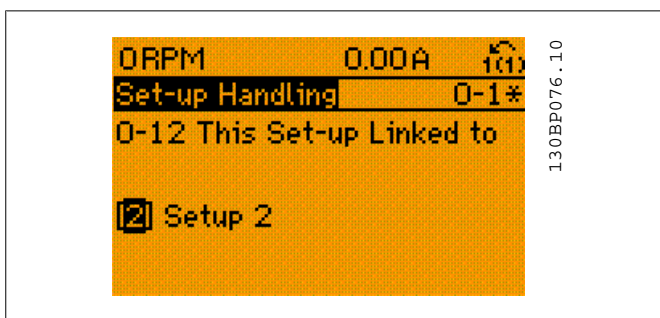 0RPM 0.00A 1(1)
Set-up Handling 0-1*
0-12 This Set-up Linked to
[2] Setup 2
130BP076.10